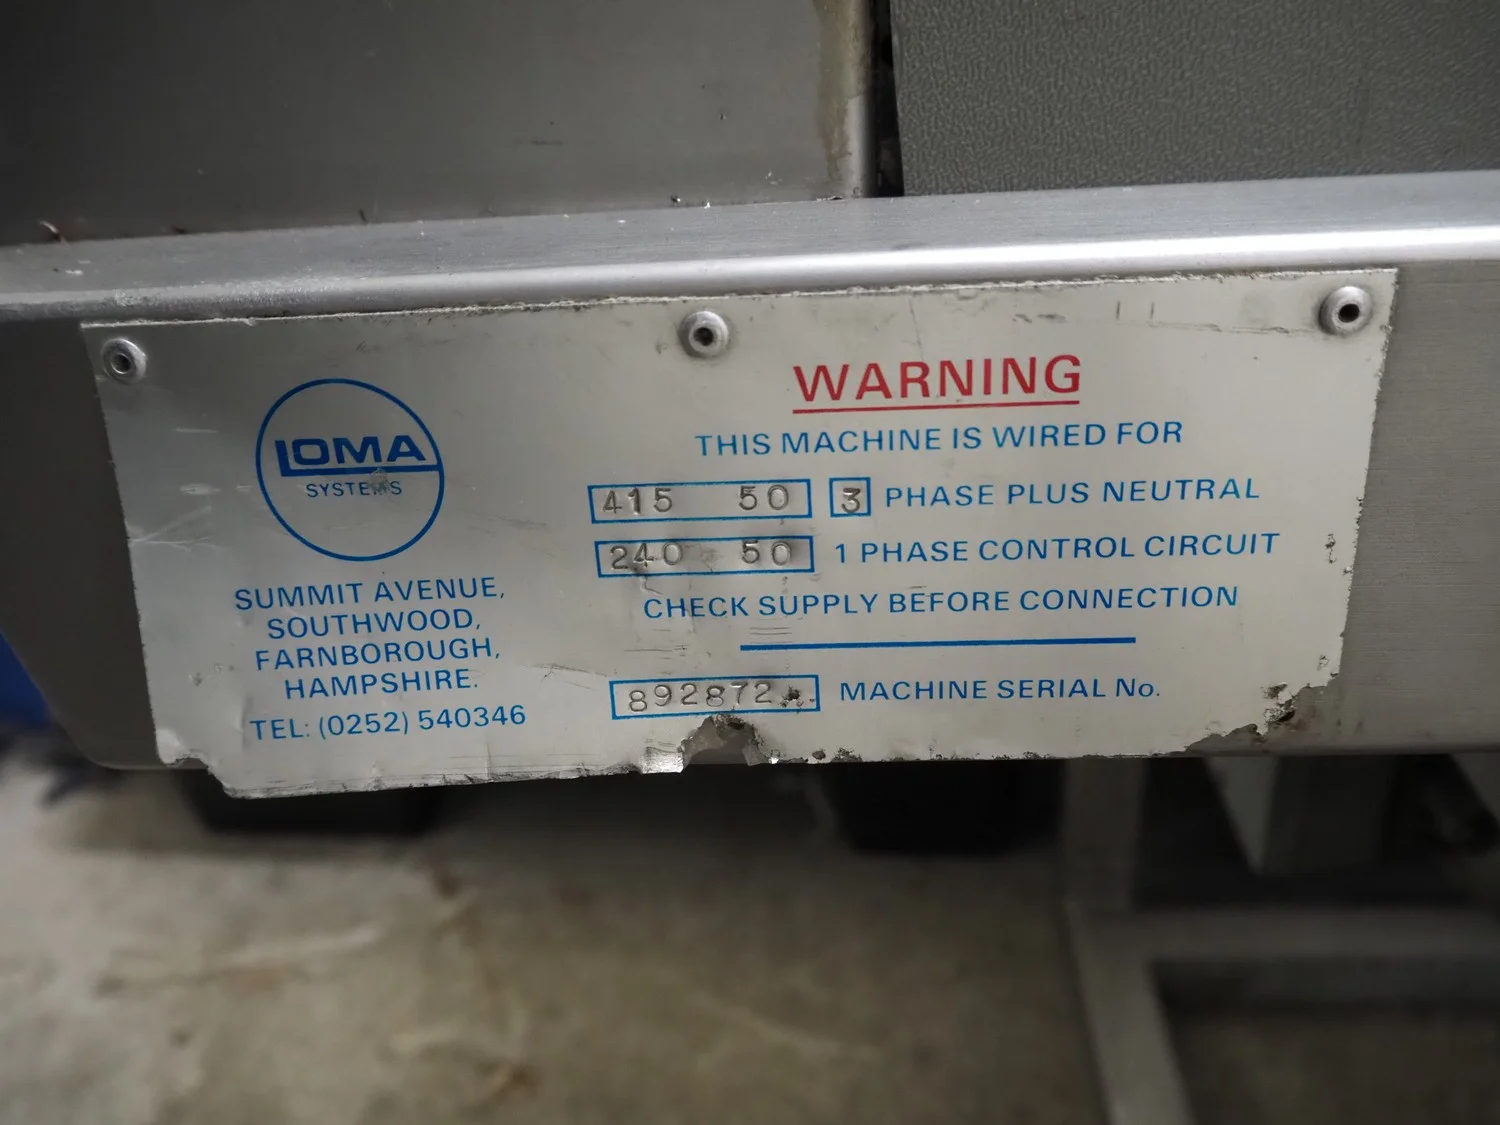 LOMA
SYSTEMS
SUMMIT AVENUE,
SOUTHWOOD,
FARNBOROUGH,
HAMPSHIRE.
TEL: (0252) 540346
WARNING
THIS MACHINE IS WIRED FOR
415 50 3 PHASE PLUS NEUTRAL
240 50 1 PHASE CONTROL CIRCUIT
CHECK SUPPLY BEFORE CONNECTION
892872 MACHINE SERIAL No.